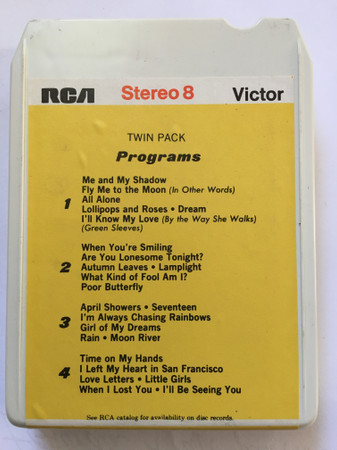 RCA Stereo 8 Victor
TWIN PACK
Programs
1
Me and My Shadow
Fly Me to the Moon (In Other Words)
All Alone
Lollipops and Roses • Dream
I'll Know My Love (By the Way She Walks)
(Green Sleeves)
2
When You're Smiling
Are You Lonesome Tonight?
Autumn Leaves • Lamplight
What Kind of Fool Am I?
Poor Butterfly
3
April Showers • Seventeen
I'm Always Chasing Rainbows
Girl of My Dreams
Rain • Moon River
4
Time on My Hands
I Left My Heart in San Francisco
Love Letters • Little Girls
When I Lost You • I'll Be Seeing You
See RCA catalog for availability on disc records.